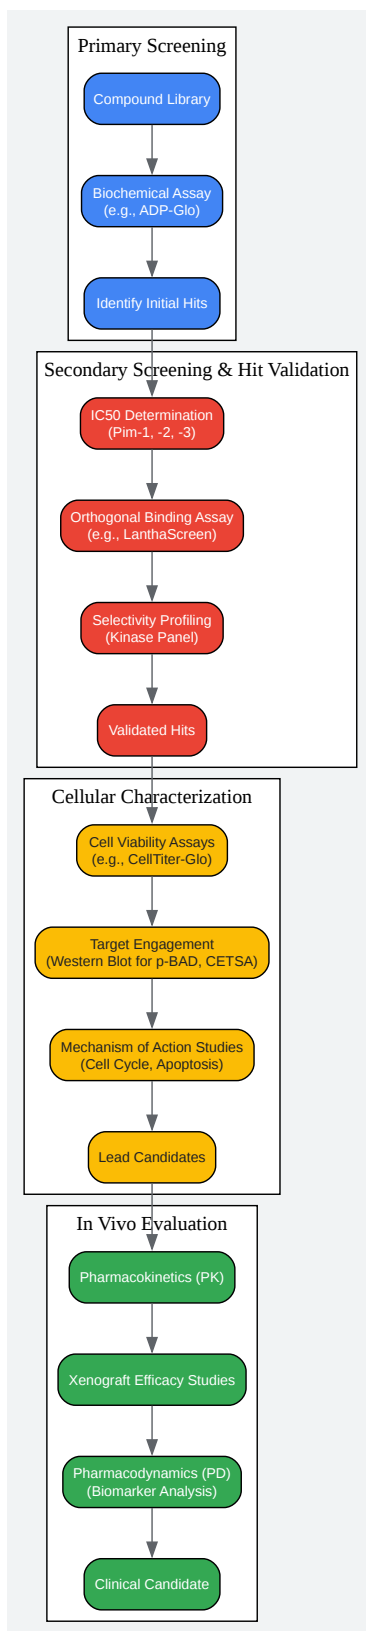 Primary Screening
Compound Library
Biochemical Assay
(e.g., ADP-Glo)
Identify Initial Hits
Secondary Screening & Hit Validation
IC50 Determination
(Pim-1, -2, -3)
Orthogonal Binding Assay
(e.g., LanthaScreen)
Selectivity Profiling
(Kinase Panel)
Validated Hits
Cellular Characterization
Cell Viability Assays
(e.g., CellTiter-Glo)
Target Engagement
(Western Blot for p-BAD, CETSA)
Mechanism of Action Studies
(Cell Cycle, Apoptosis)
Lead Candidates
In Vivo Evaluation
Pharmacokinetics (PK)
Xenograft Efficacy Studies
Pharmacodynamics (PD)
(Biomarker Analysis)
Clinical Candidate